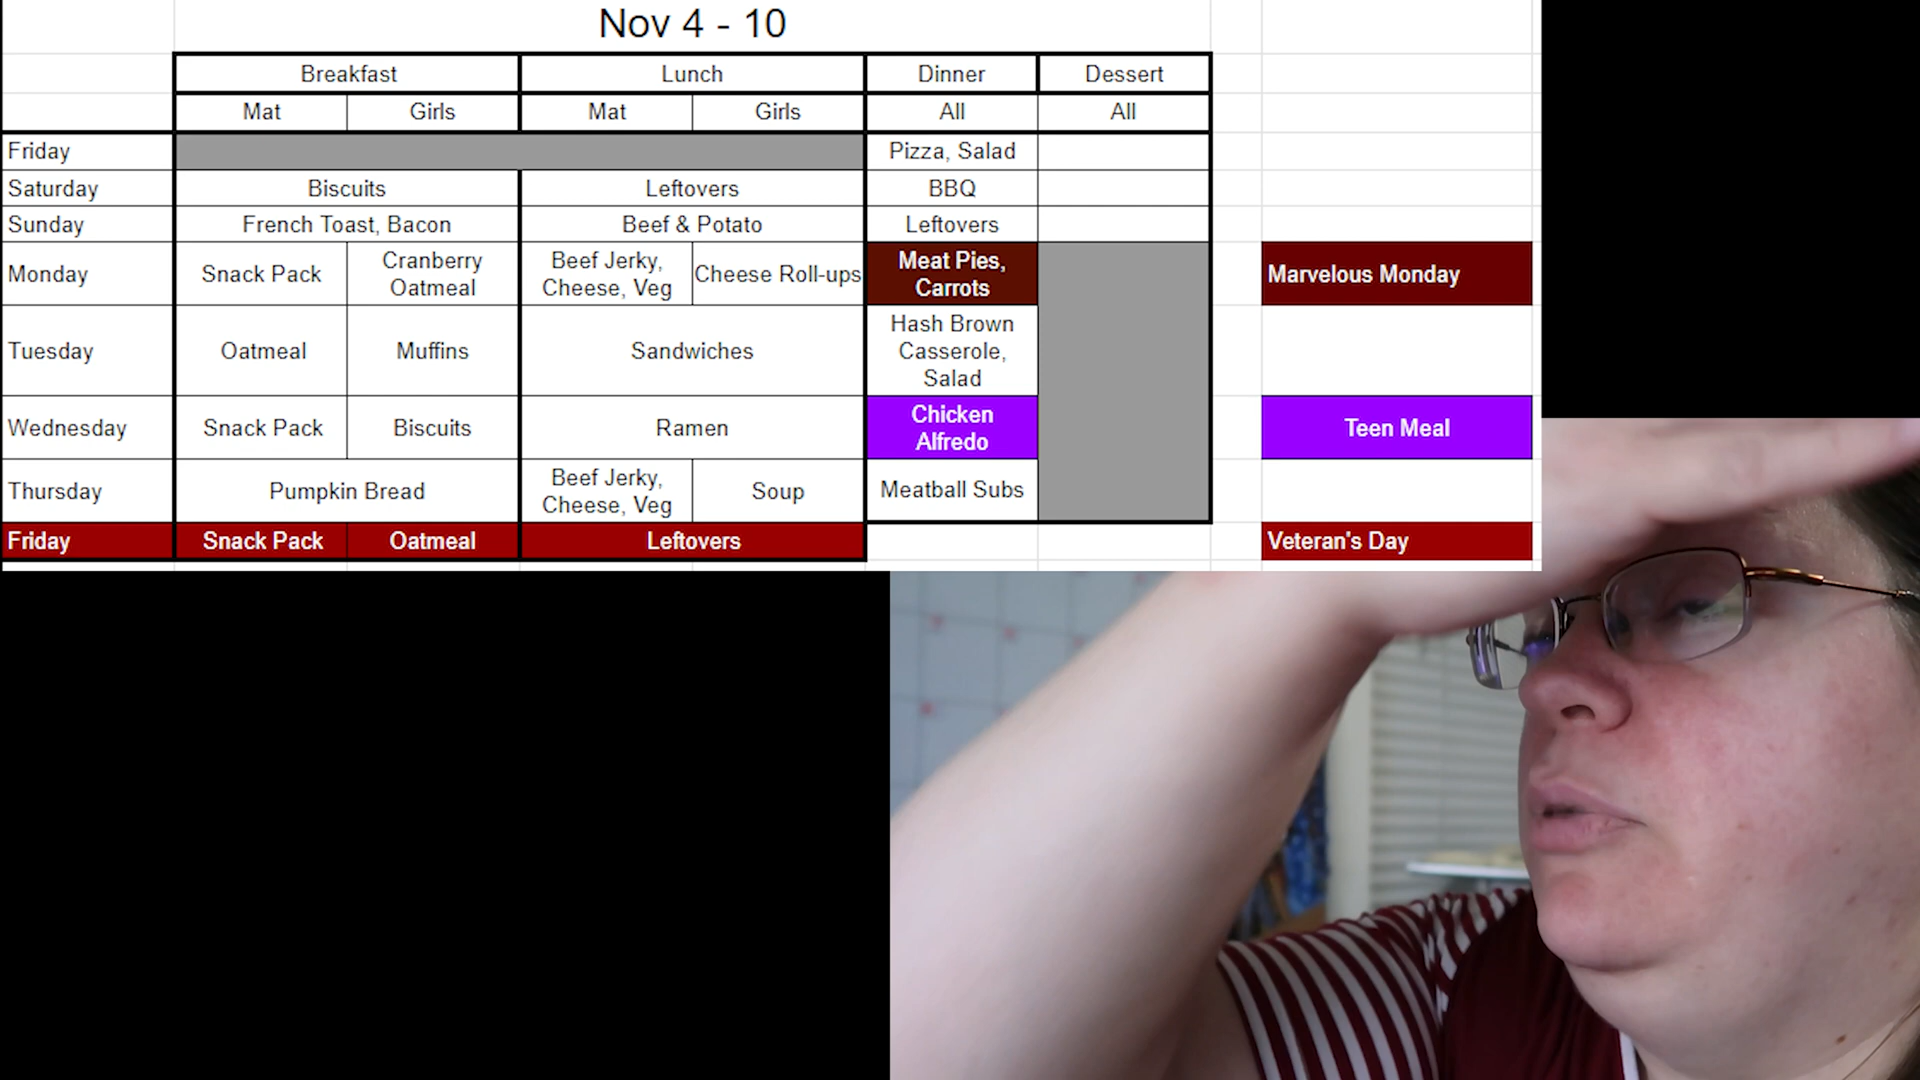 Nov 4 - 10
Breakfast Lunch Dinner Dessert
Mat Girls Mat Girls All All
Friday Pizza, Salad
Saturday Biscuits Leftovers BBQ
Sunday French Toast, Bacon Beef & Potato Leftovers
Monday Snack Pack Cranberry Oatmeal Beef Jerky, Cheese, Veg Cheese Roll-ups Meat Pies, Carrots Marvelous Monday
Tuesday Oatmeal Muffins Sandwiches Hash Brown Casserole, Salad
Wednesday Snack Pack Biscuits Ramen Chicken Alfredo Teen Meal
Thursday Pumpkin Bread Beef Jerky, Cheese, Veg Soup Meatball Subs
Friday Snack Pack Oatmeal Leftovers Veteran's Day